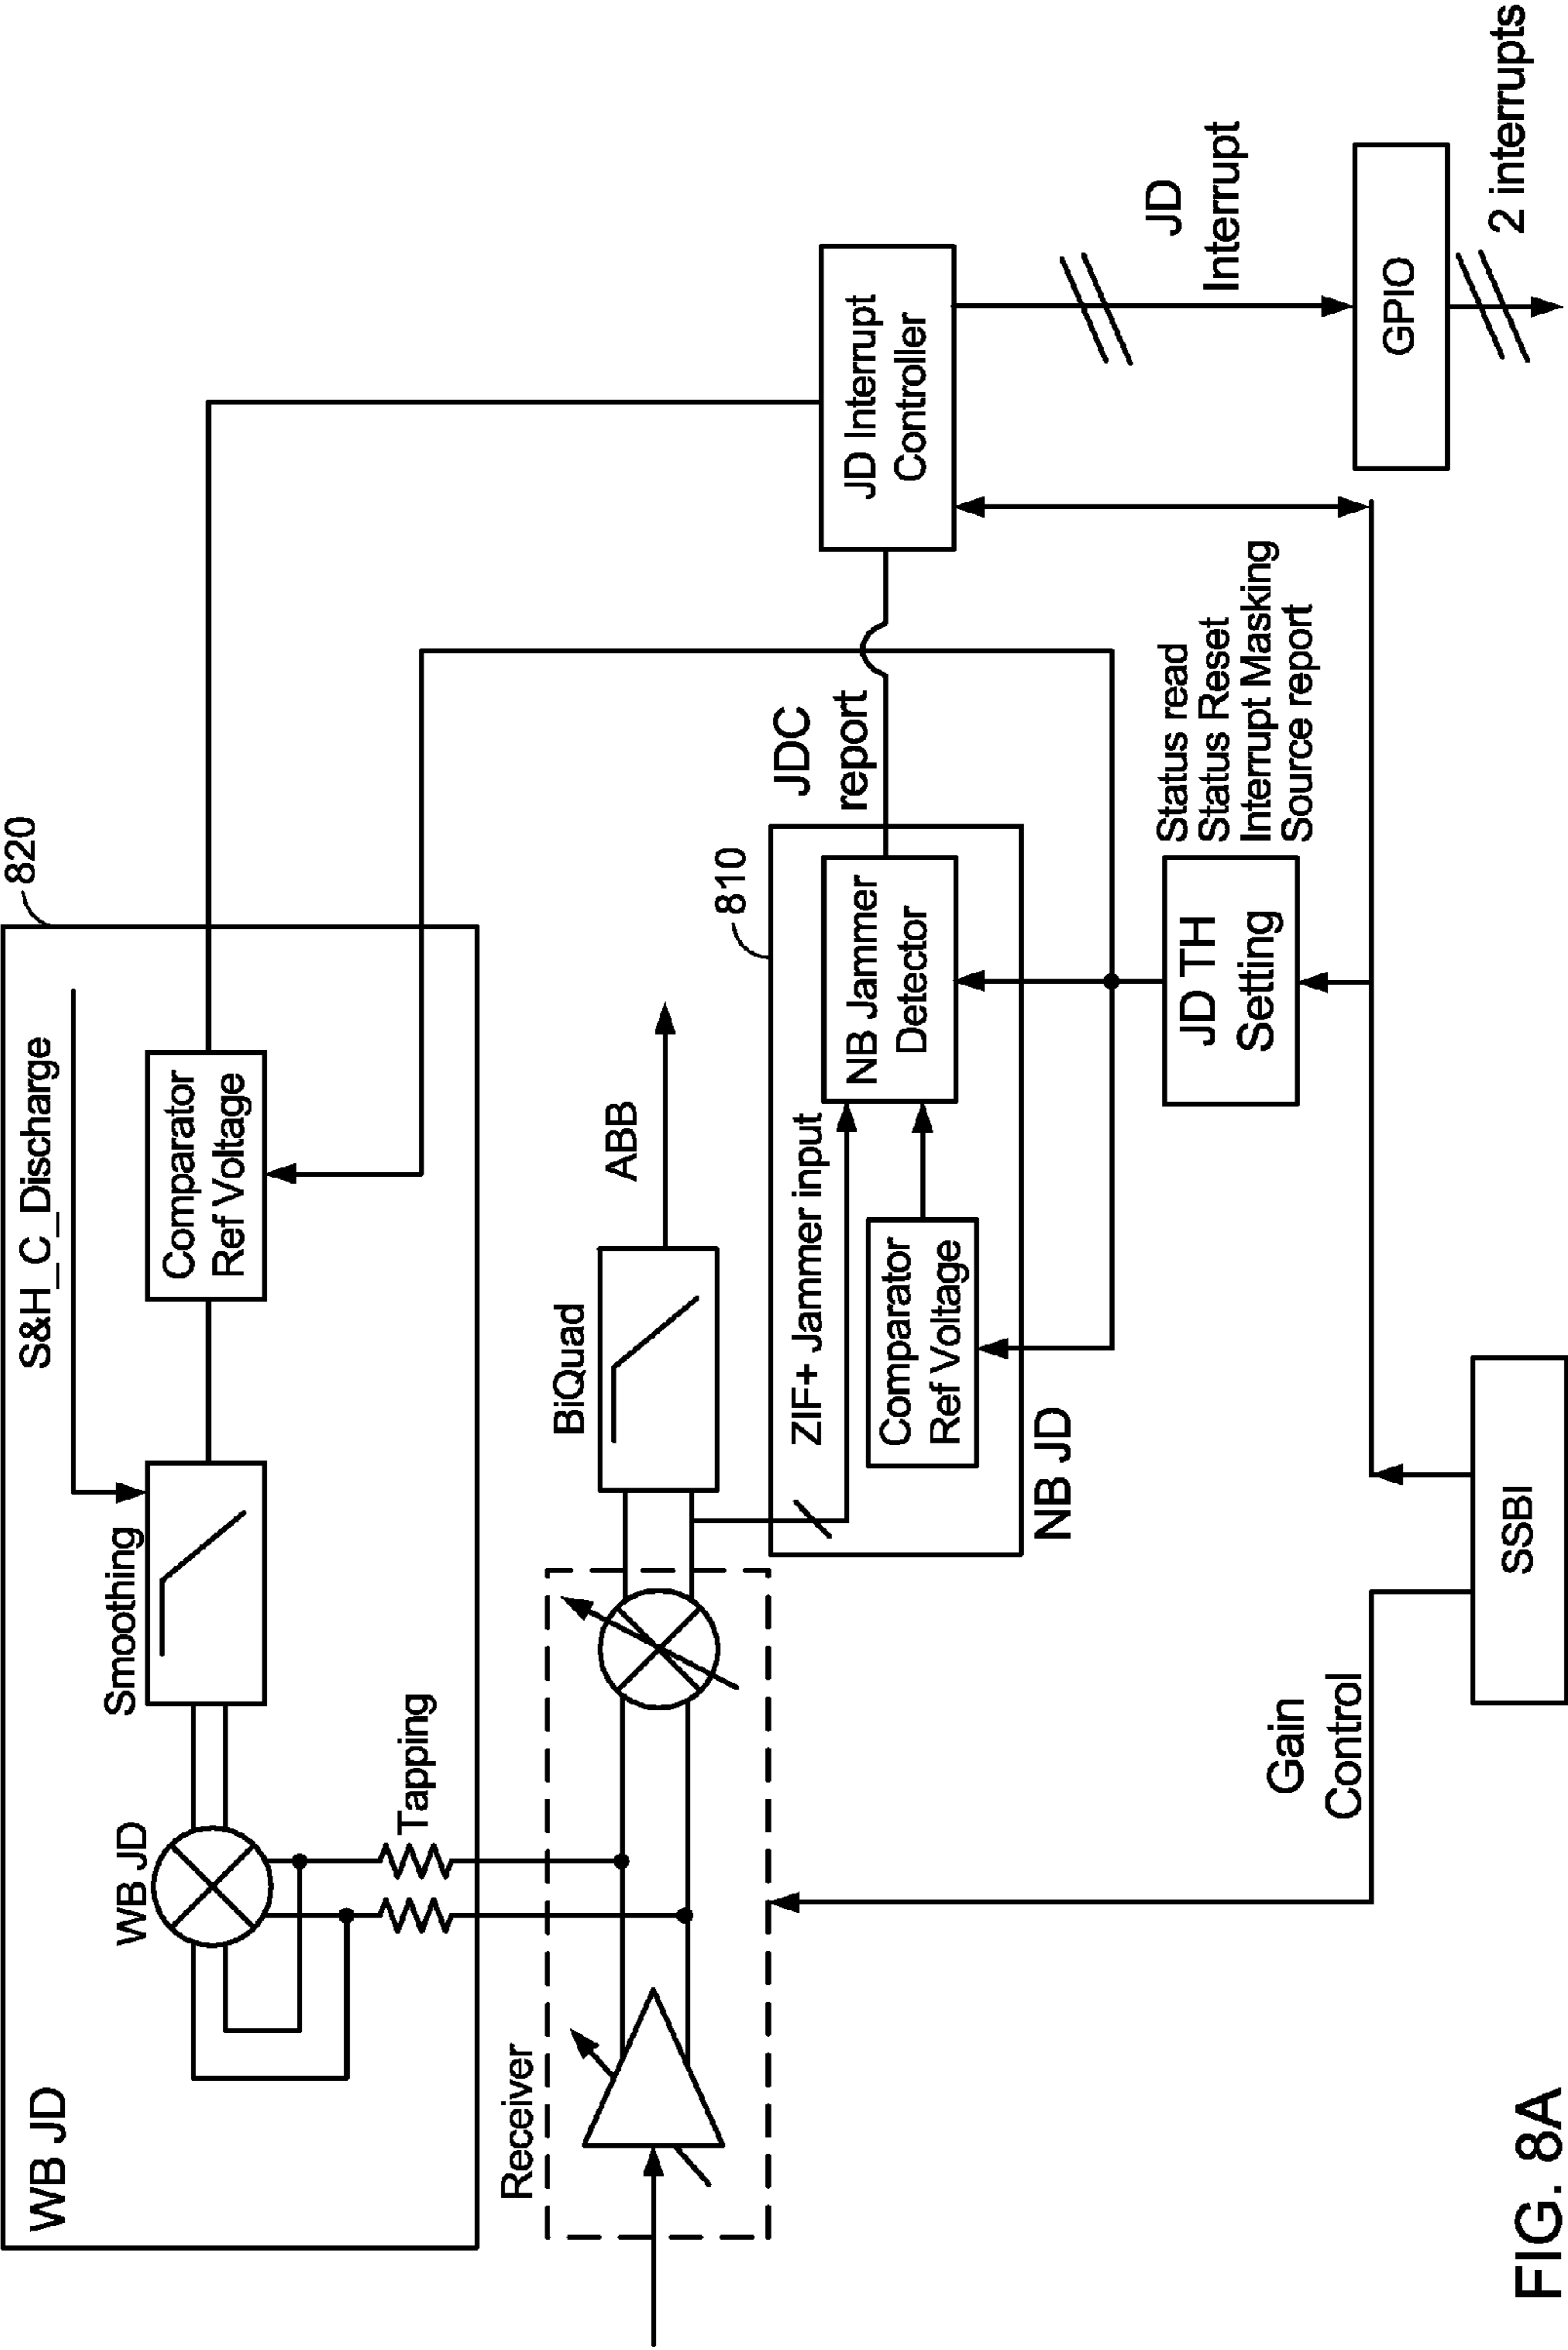 WB JD
820
S&H_C_Discharge
WB JD
Smoothing
Comparator
Ref Voltage
Tapping
Receiver
BiQuad
ABB
810
ZIF+ Jammer input
NB Jammer
Detector
Comparator
Ref Voltage
NB JD
JDC
report
JD Interrupt
Controller
JD TH
Setting
Status read
Status Reset
Interrupt Masking
Source report
JD
Interrupt
Gain
Control
SSBI
GPIO
2 interrupts
FIG. 8A